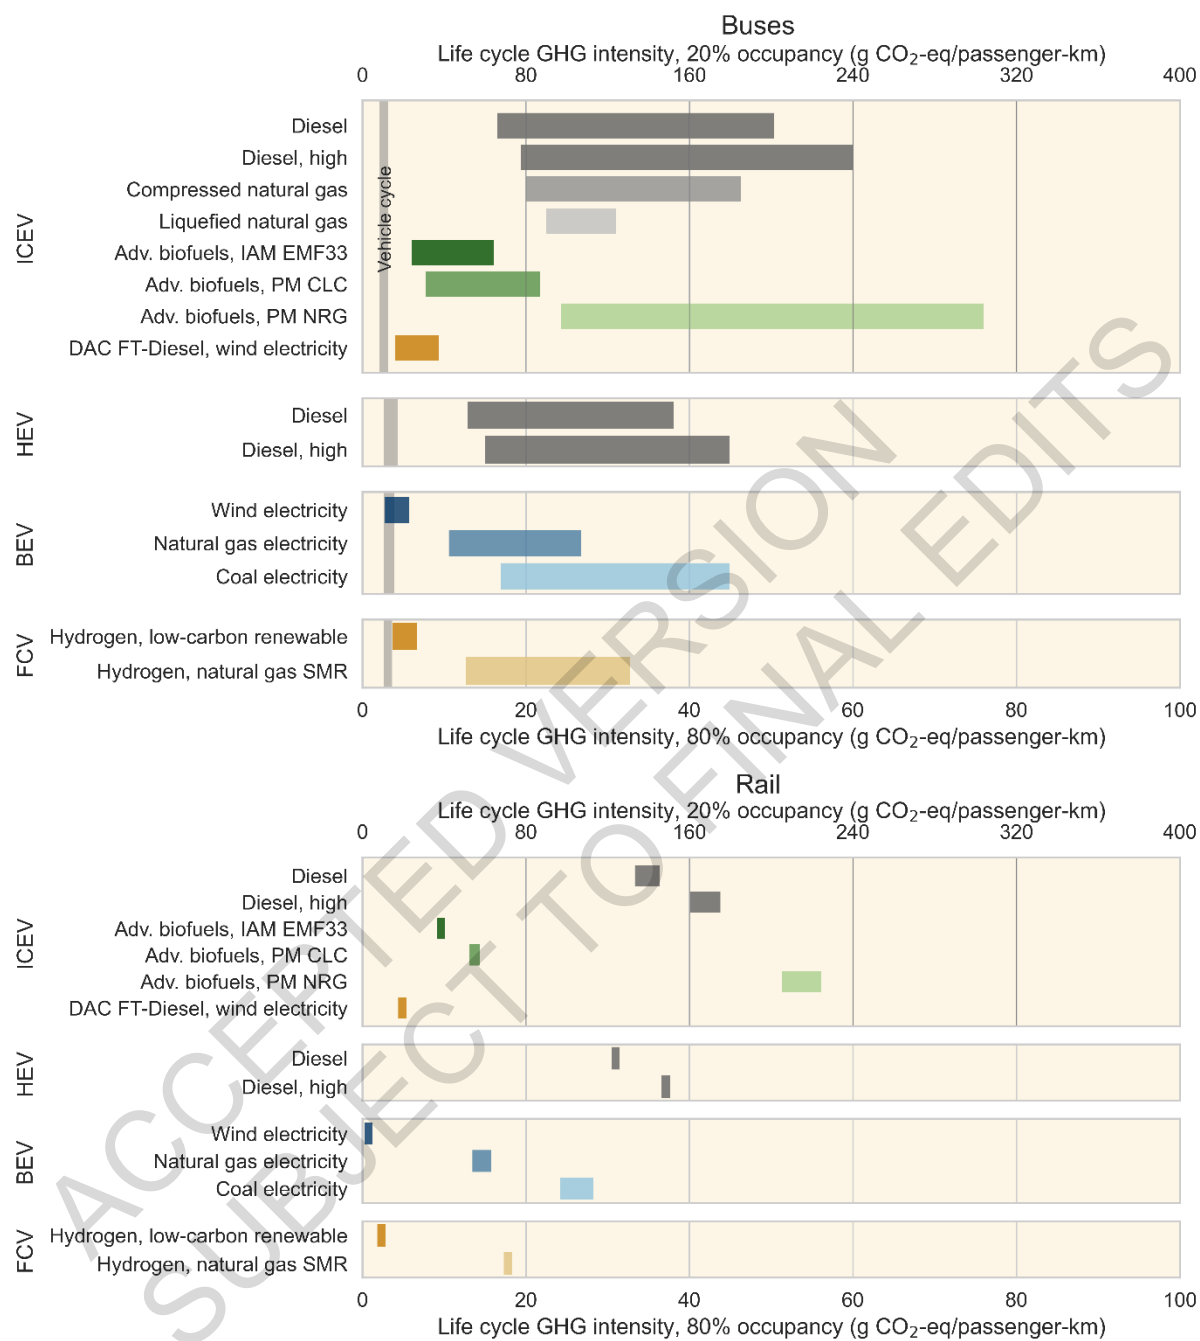 Buses
Life cycle GHG intensity, 20% occupancy (g CO₂-eq/passenger-km)
0 80 160 240 320 400
ICEV
Diesel
Diesel, high
Compressed natural gas
Liquefied natural gas
Adv. biofuels, IAM EMF33
Adv. biofuels, PM CLC
Adv. biofuels, PM NRG
DAC FT-Diesel, wind electricity
Vehicle cycle
HEV
Diesel
Diesel, high
BEV
Wind electricity
Natural gas electricity
Coal electricity
FCV
Hydrogen, low-carbon renewable
Hydrogen, natural gas SMR
0 20 40 60 80 100
Life cycle GHG intensity, 80% occupancy (g CO₂-eq/passenger-km)
Rail
Life cycle GHG intensity, 20% occupancy (g CO₂-eq/passenger-km)
0 80 160 240 320 400
ICEV
Diesel
Diesel, high
Adv. biofuels, IAM EMF33
Adv. biofuels, PM CLC
Adv. biofuels, PM NRG
DAC FT-Diesel, wind electricity
HEV
Diesel
Diesel, high
BEV
Wind electricity
Natural gas electricity
Coal electricity
FCV
Hydrogen, low-carbon renewable
Hydrogen, natural gas SMR
0 20 40 60 80 100
Life cycle GHG intensity, 80% occupancy (g CO₂-eq/passenger-km)
ACCEPTED VERSION
SUBJECT TO FINAL EDITS